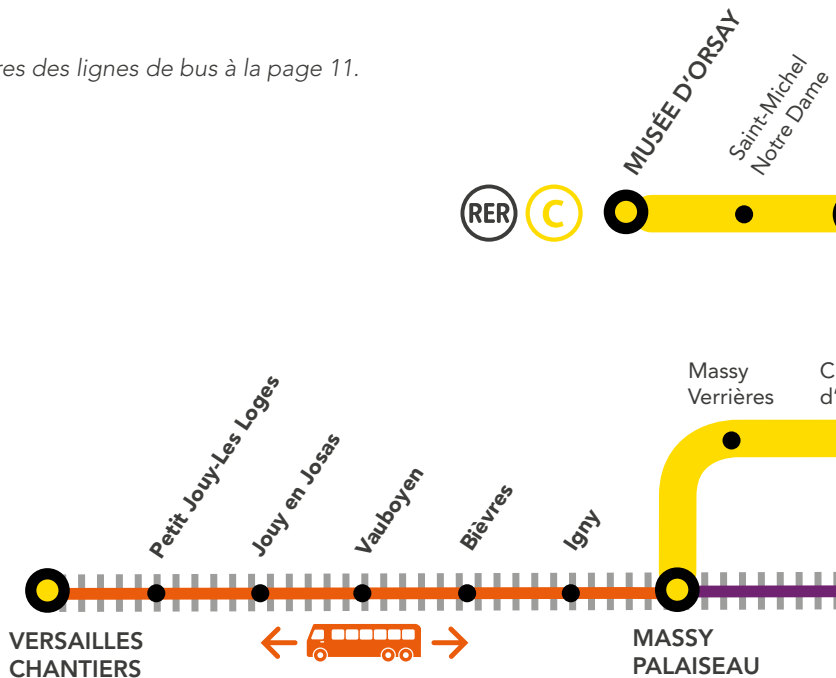 des lignes de bus à la page 11.
MUSÉE D'ORSAY
Saint-Michel
Notre Dame
RER C
Massy
Verrières
Petit Jouy-Les Loges
Jouy en Josas
Vauboyen
Bièvres
Igny
VERSAILLES
CHANTIERS
MASSY
PALAISEAU